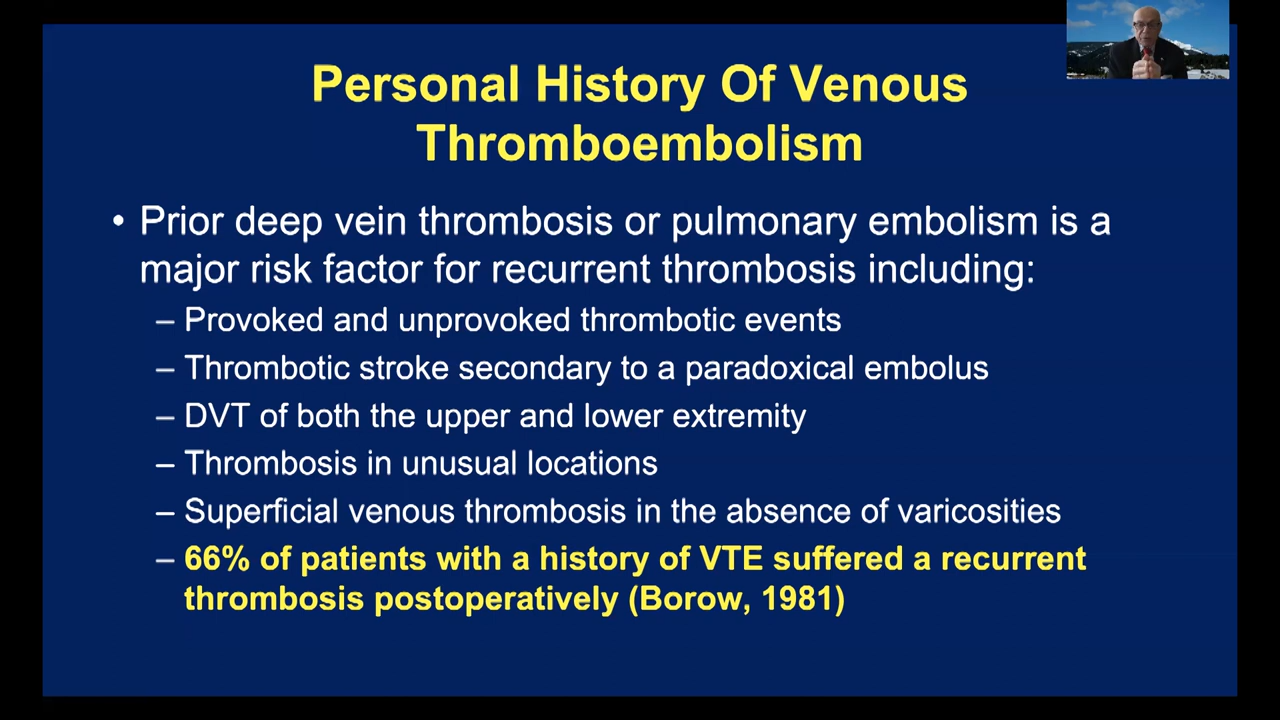 Personal History Of Venous
Thromboembolism
• Prior deep vein thrombosis or pulmonary embolism is a
major risk factor for recurrent thrombosis including:
– Provoked and unprovoked thrombotic events
– Thrombotic stroke secondary to a paradoxical embolus
– DVT of both the upper and lower extremity
– Thrombosis in unusual locations
– Superficial venous thrombosis in the absence of varicosities
– 66% of patients with a history of VTE suffered a recurrent
thrombosis postoperatively (Borow, 1981)